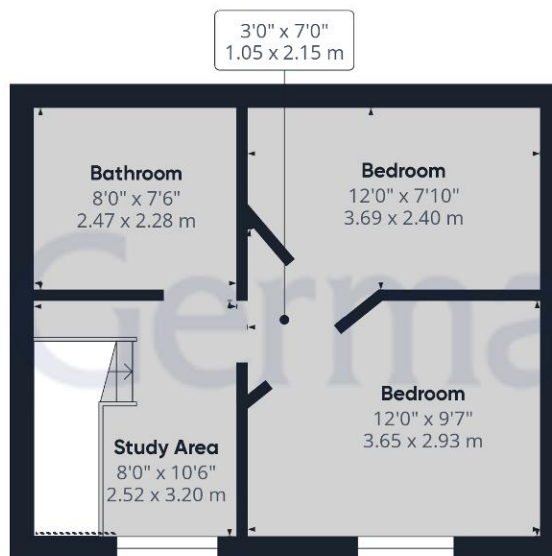 3'0" x 7'0"
1.05 x 2.15 m
Bathroom
8'0" x 7'6"
2.47 x 2.28 m
Bedroom
12'0" x 7'10"
3.69 x 2.40 m
Germa
Bedroom
12'0" x 9'7"
3.65 x 2.93 m
Study Area
8'0" x 10'6"
2.52 x 3.20 m